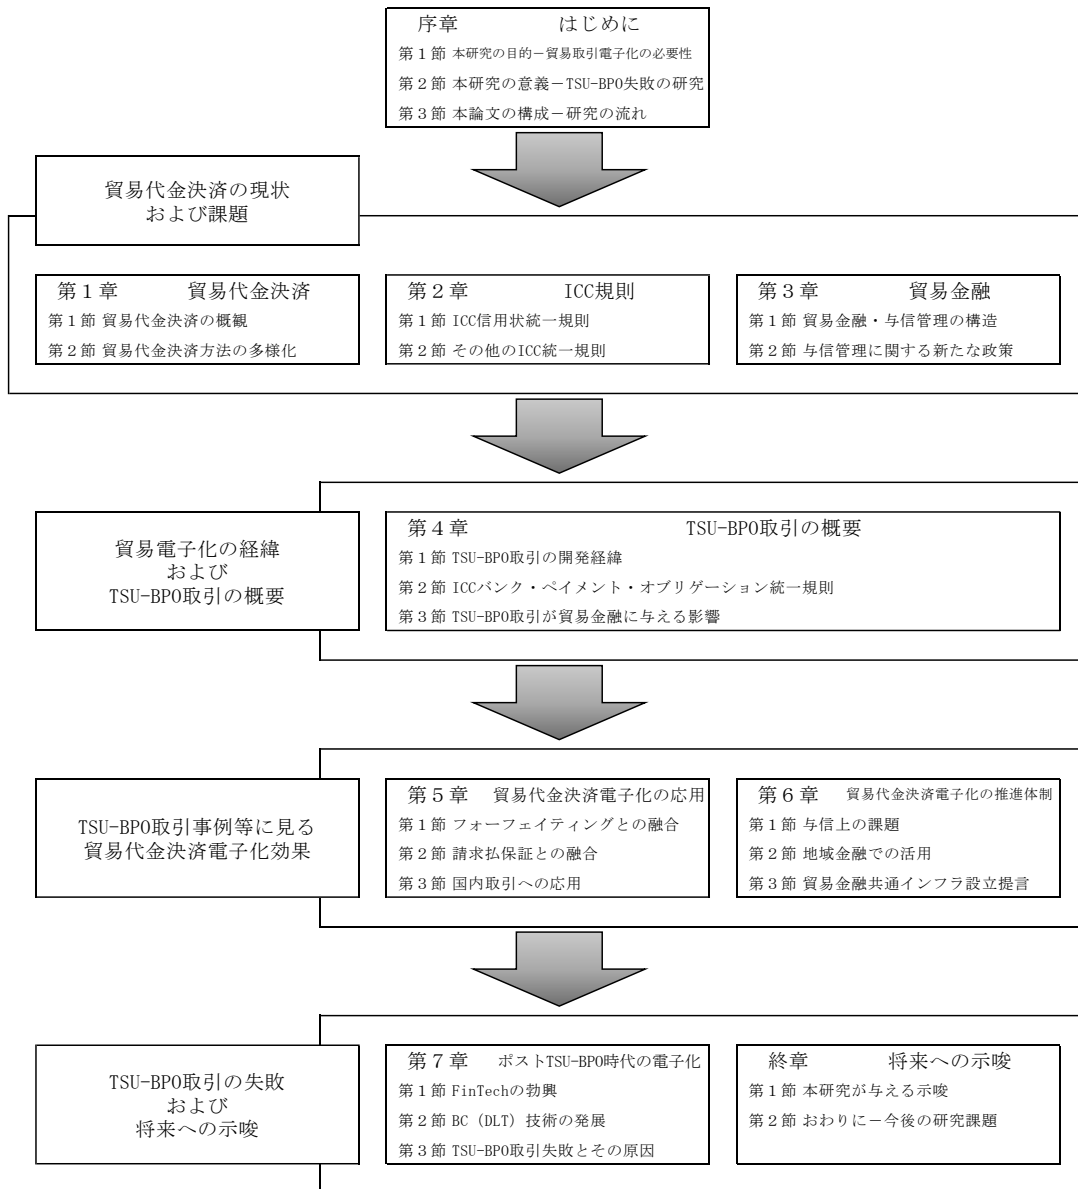 序章 はじめに
第1節 本研究の目的－貿易取引電子化の必要性
第2節 本研究の意義－TSU-BPO失敗の研究
第3節 本論文の構成－研究の流れ
貿易代金決済の現状
および課題
第1章 貿易代金決済
第1節 貿易代金決済の概観
第2節 貿易代金決済方法の多様化
第2章 ICC規則
第1節 ICC信用状統一規則
第2節 その他のICC統一規則
第3章 貿易金融
第1節 貿易金融・与信管理の構造
第2節 与信管理に関する新たな政策
貿易電子化の経緯
および
TSU-BPO取引の概要
第4章 TSU-BPO取引の概要
第1節 TSU-BPO取引の開発経緯
第2節 ICCバンク・ペイメント・オブリゲーション統一規則
第3節 TSU-BPO取引が貿易金融に与える影響
TSU-BPO取引事例等に見る
貿易代金決済電子化効果
第5章 貿易代金決済電子化の応用
第1節 フォーフェイティングとの融合
第2節 請求払保証との融合
第3節 国内取引への応用
第6章 貿易代金決済電子化の推進体制
第1節 与信上の課題
第2節 地域金融での活用
第3節 貿易金融共通インフラ設立提言
TSU-BPO取引の失敗
および
将来への示唆
第7章 ポストTSU-BPO時代の電子化
第1節 FinTechの勃興
第2節 BC（DLT）技術の発展
第3節 TSU-BPO取引失敗とその原因
終章 将来への示唆
第1節 本研究が与える示唆
第2節 おわりに－今後の研究課題